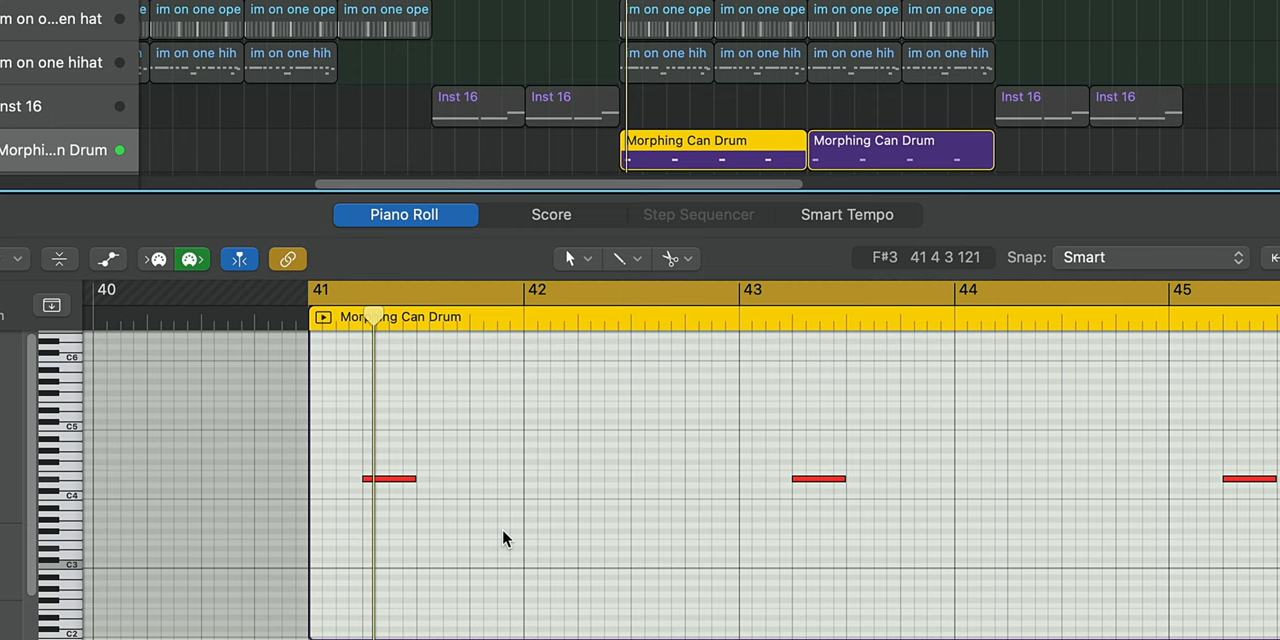 m on o...en hat
e im on one ope im on one ope im on one ope
m on one ope im on one ope im on one ope im on one ope
m on one hihat
im on one hih im on one hih
m on one hih im on one hih im on one hih im on one hih
nst 16
Inst 16 Inst 16
Inst 16 Inst 16
Morphi...n Drum
Morphing Can Drum
Morphing Can Drum
Piano Roll
Score
Step Sequencer
Smart Tempo
F#3 41 4 3 121
Snap: Smart
40 41 42 43 44 45
n
Morphing Can Drum
C6
C5
C4
C3
C2